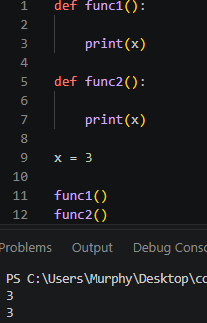 1 def func1():
2
3     print(x)
4
5 def func2():
6
7     print(x)
8
9 x = 3
10
11 func1()
12 func2()
Problems Output Debug Conso
PS C:\Users\Murphy\Desktop\co
3
3